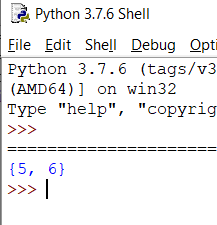 Python 3.7.6 Shell
File Edit Shell Debug
Python 3.7.6 (tags/v3
(AMD64)] on win32
Type "help",
>>>
======================
{5, 6}
>>>